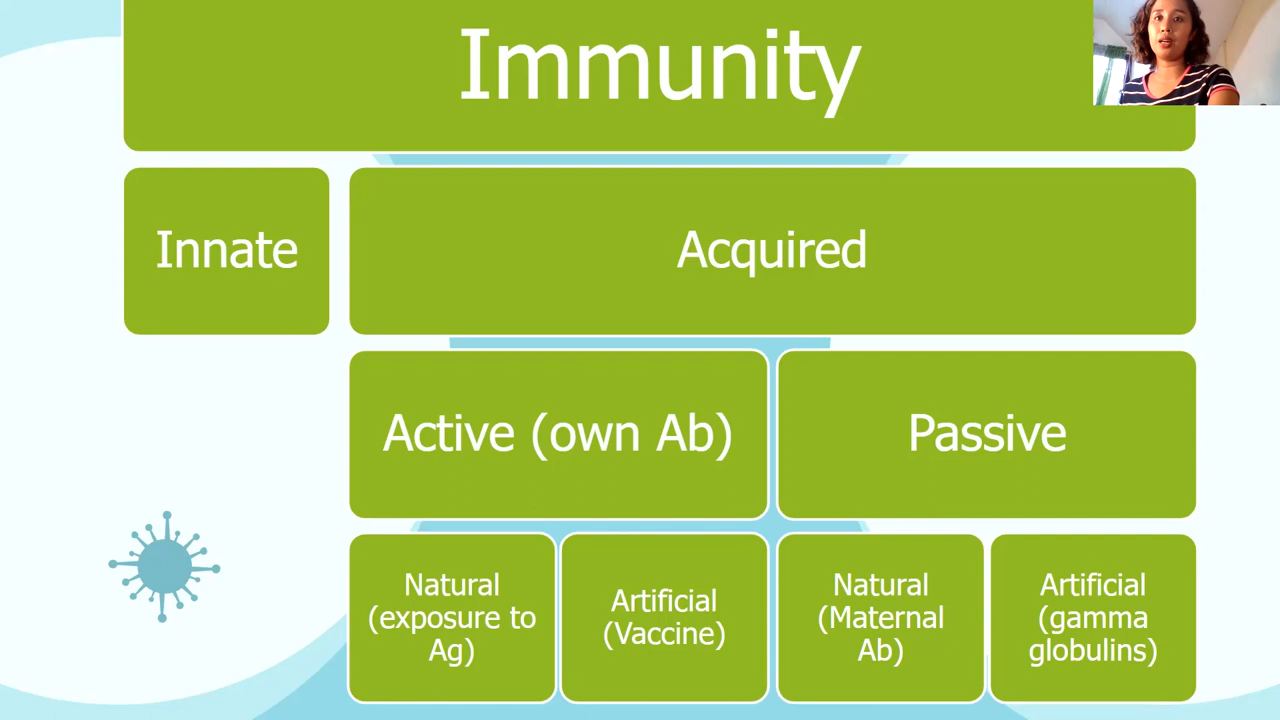 Immunity
Innate
Acquired
Active (own Ab)
Passive
Natural
(exposure to
Ag)
Artificial
(Vaccine)
Natural
(Maternal
Ab)
Artificial
(gamma
globulins)